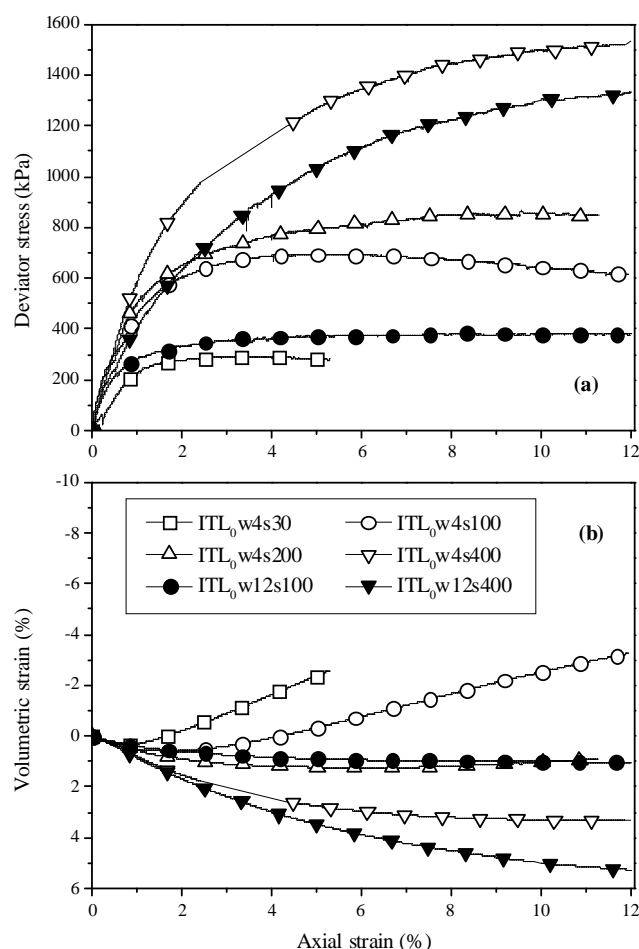 1600
1400
1200
1000
800
600
400
200
0
Deviator stress (kPa)
(a)
0 2 4 6 8 10 12
-10
-8
-6
-4
-2
0
2
4
6
Volumetric strain (%)
(b)
ITL0w4s30 ITL0w4s100
ITL0w4s200 ITL0w4s400
ITL0w12s100 ITL0w12s400
0 2 4 6 8 10 12
Axial strain (%)